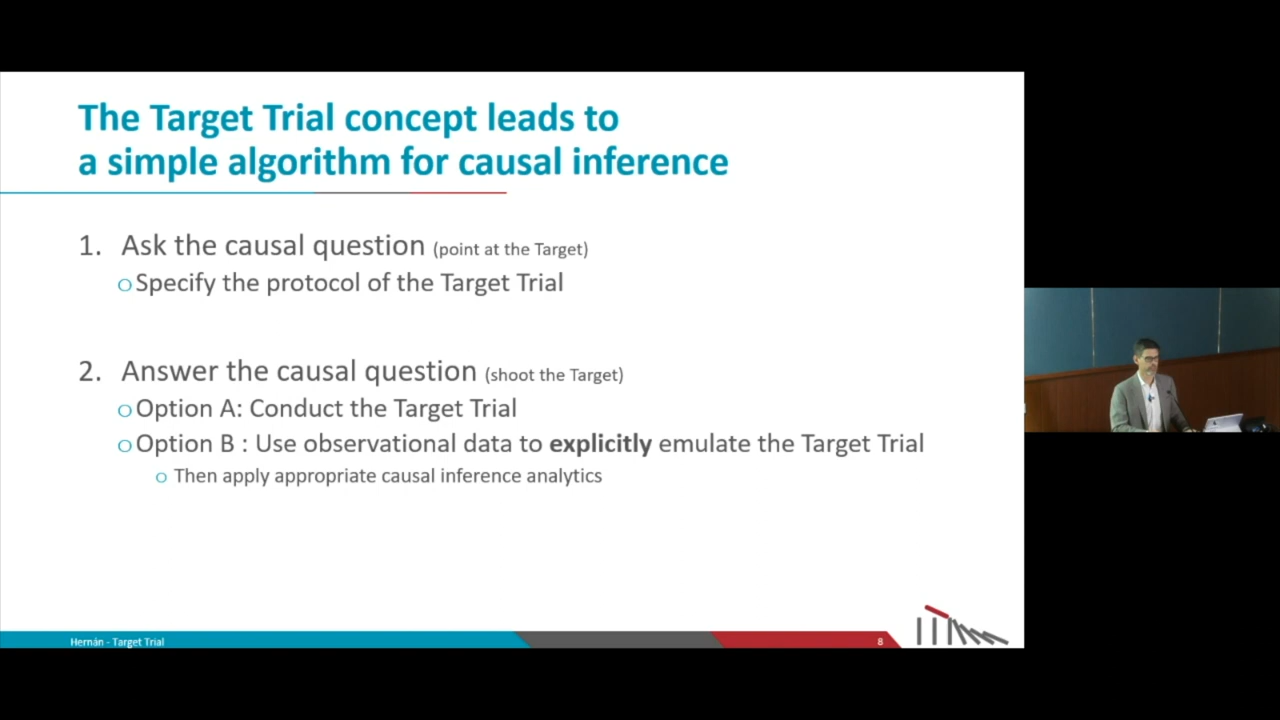 The Target Trial concept leads to
a simple algorithm for causal inference
1. Ask the causal question (point at the Target)
o Specify the protocol of the Target Trial
2. Answer the causal question (shoot the Target)
o Option A: Conduct the Target Trial
o Option B : Use observational data to explicitly emulate the Target Trial
o Then apply appropriate causal inference analytics
Hernán - Target Trial
8